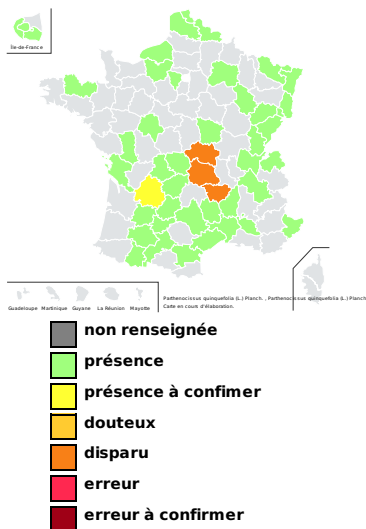 Île-de-France
Guadeloupe Martinique Guyane La Réunion Mayotte
Parthenocissus quinquefolia (L.) Planch. , Parthenocissus quinquefolia (L.) Planch
Carte en cours d'élaboration.
non renseignée
présence
présence à confimer
douteux
disparu
erreur
erreur à confirmer